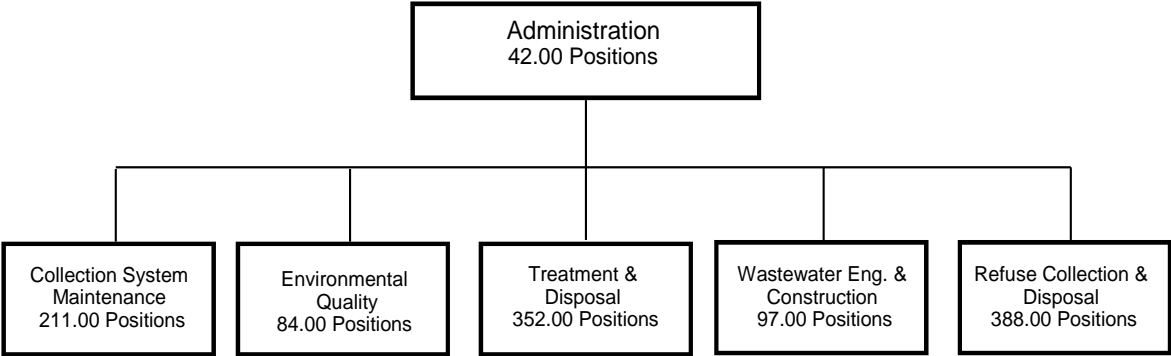 Administration
42.00 Positions
Collection System
Maintenance
211.00 Positions
Environmental
Quality
84.00 Positions
Treatment &
Disposal
352.00 Positions
Wastewater Eng. &
Construction
97.00 Positions
Refuse Collection &
Disposal
388.00 Positions